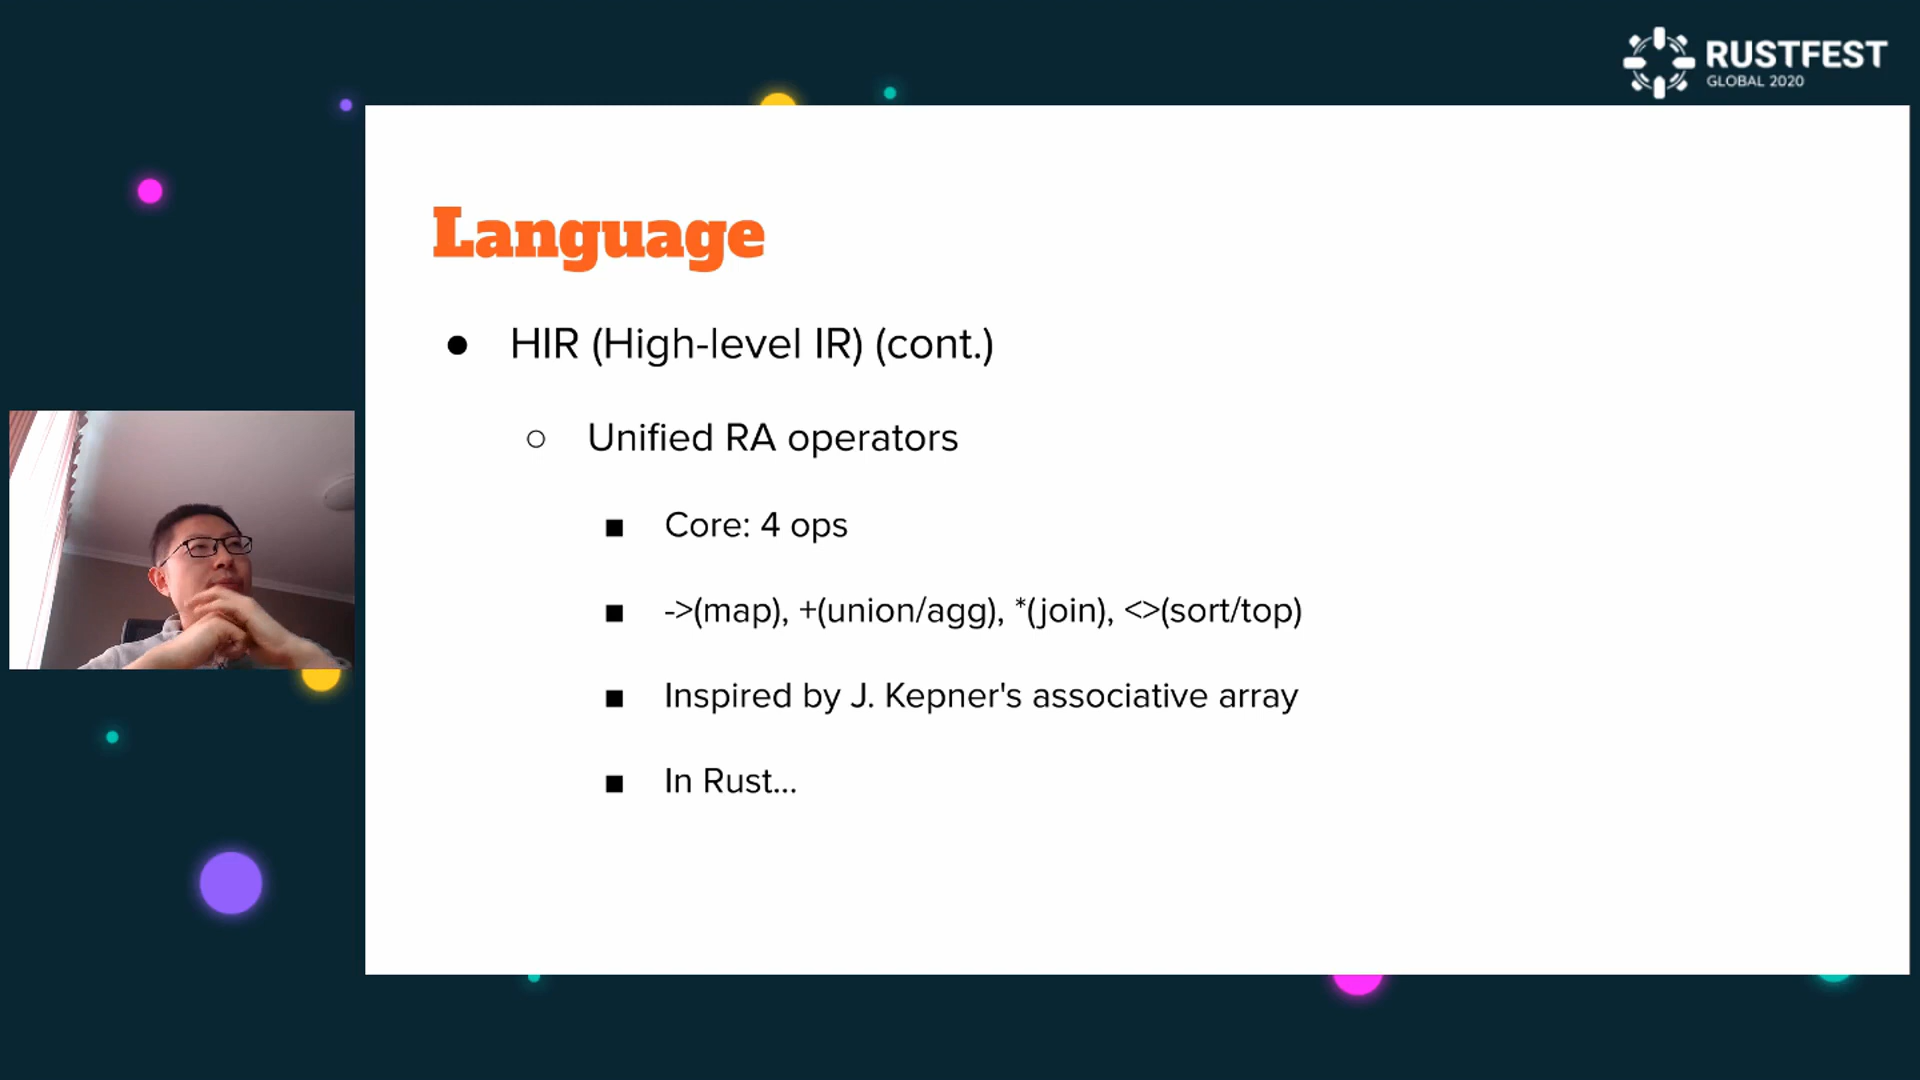 RUSTFEST
GLOBAL 2020
Language
● HIR (High-level IR) (cont.)
○ Unified RA operators
■ Core: 4 ops
■ ->(map), +(union/agg), *(join), <>(sort/top)
■ Inspired by J. Kepner's associative array
■ In Rust...